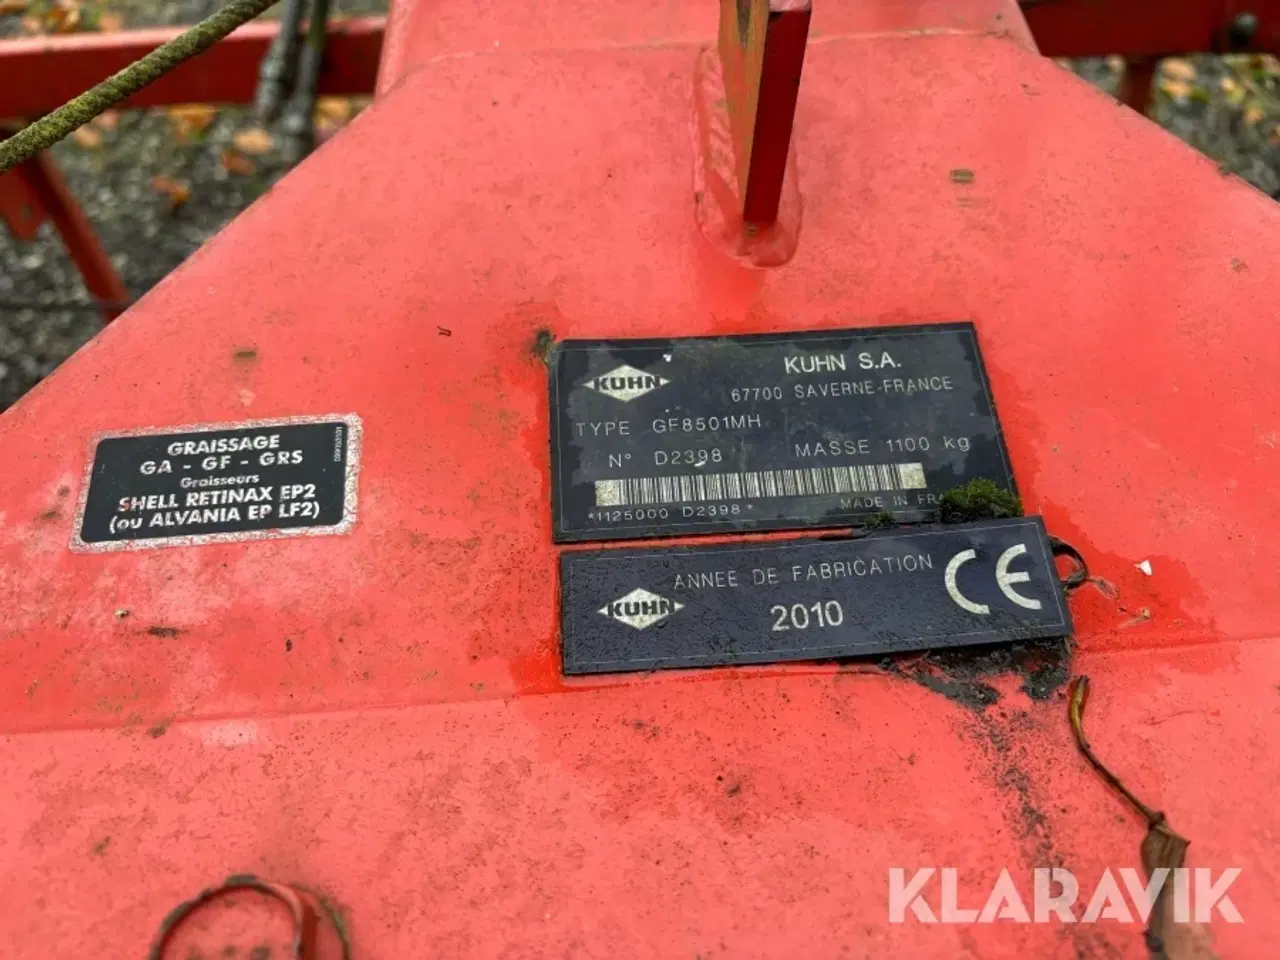 GRAISSAGE
GA - GF - GRS
Graisseurs
SHELL RETINAX EP2
(ou ALVANIA EP LF2)
KUHN
KUHN S.A.
67700 SAVERNE-FRANCE
TYPE GF8501MH
N° D2398 MASSE 1100 kg
*1125000 D2398*
MADE IN FRA
KUHN
ANNEE DE FABRICATION
2010
CE
KLARAVIK